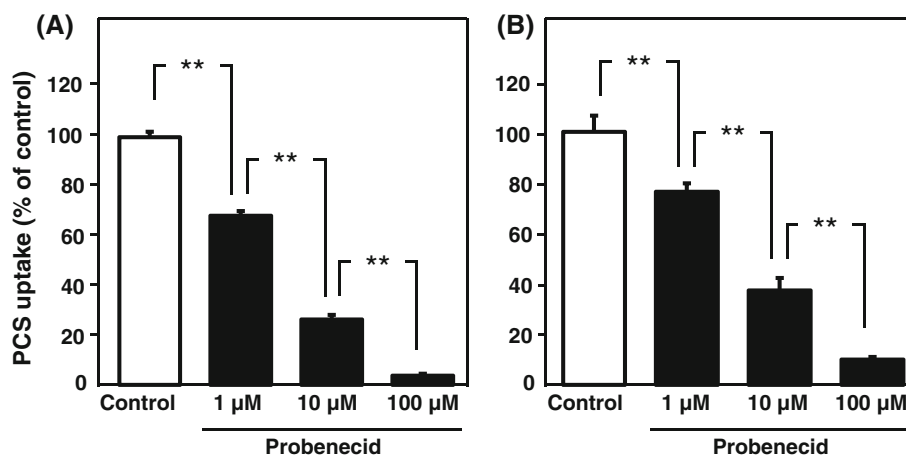 (A)
(B)
PCS uptake (% of control)
120
100
80
60
40
20
0
**
**
**
Control
1 µM
10 µM
100 µM
Probenecid
120
100
80
60
40
20
0
**
**
**
Control
1 µM
10 µM
100 µM
Probenecid